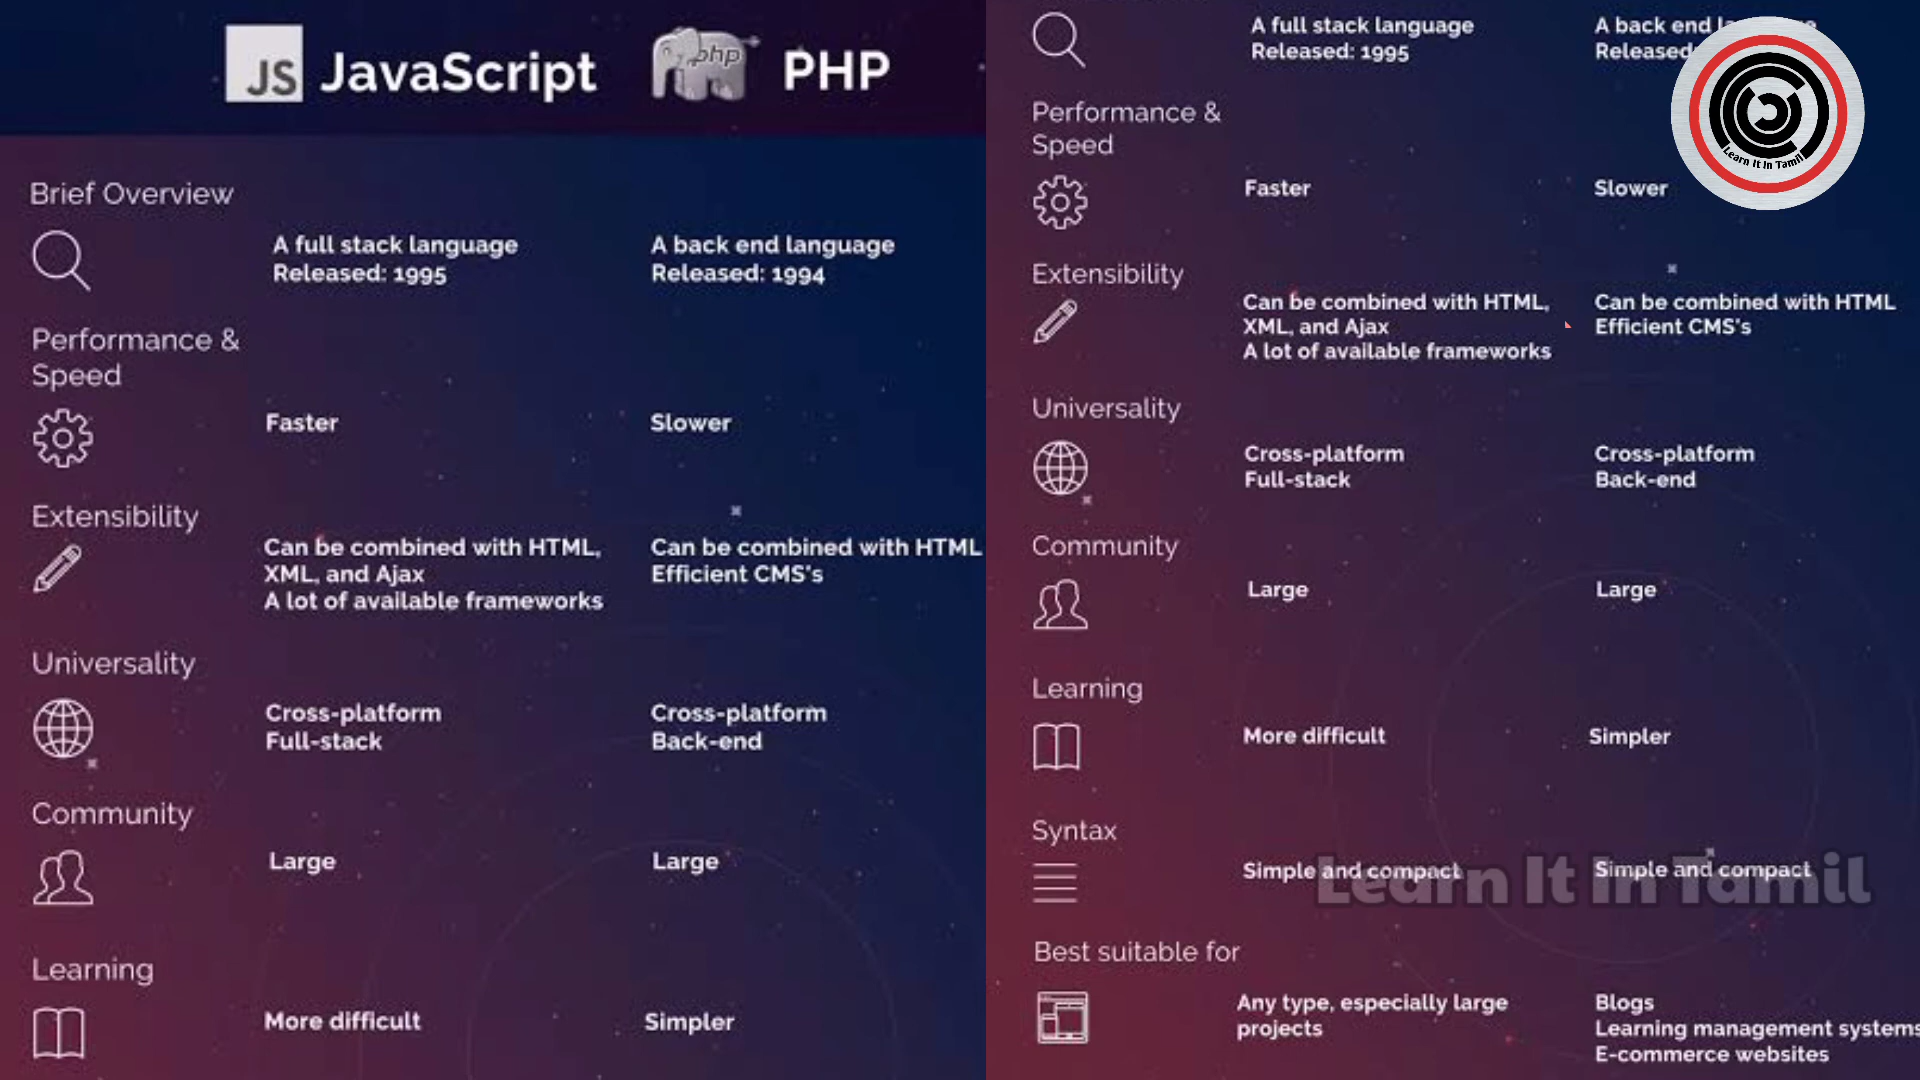 JS JavaScript
php PHP
Brief Overview
A full stack language
Released: 1995
A back end language
Released: 1994
Performance &
Speed
Faster
Slower
Extensibility
Can be combined with HTML,
XML, and Ajax
A lot of available frameworks
Can be combined with HTML
Efficient CMS's
Universality
Cross-platform
Full-stack
Cross-platform
Back-end
Community
Large
Large
Learning
More difficult
Simpler
A full stack language
Released: 1995
A back end
Released:
Learn It In Tamil
Performance &
Speed
Faster
Slower
Extensibility
Can be combined with HTML,
XML, and Ajax
A lot of available frameworks
Can be combined with HTML
Efficient CMS's
Universality
Cross-platform
Full-stack
Cross-platform
Back-end
Community
Large
Large
Learning
More difficult
Simpler
Syntax
Simple and compact
Simple and compact
Learn It In Tamil
Best suitable for
Any type, especially large
projects
Blogs
Learning management systems
E-commerce websites